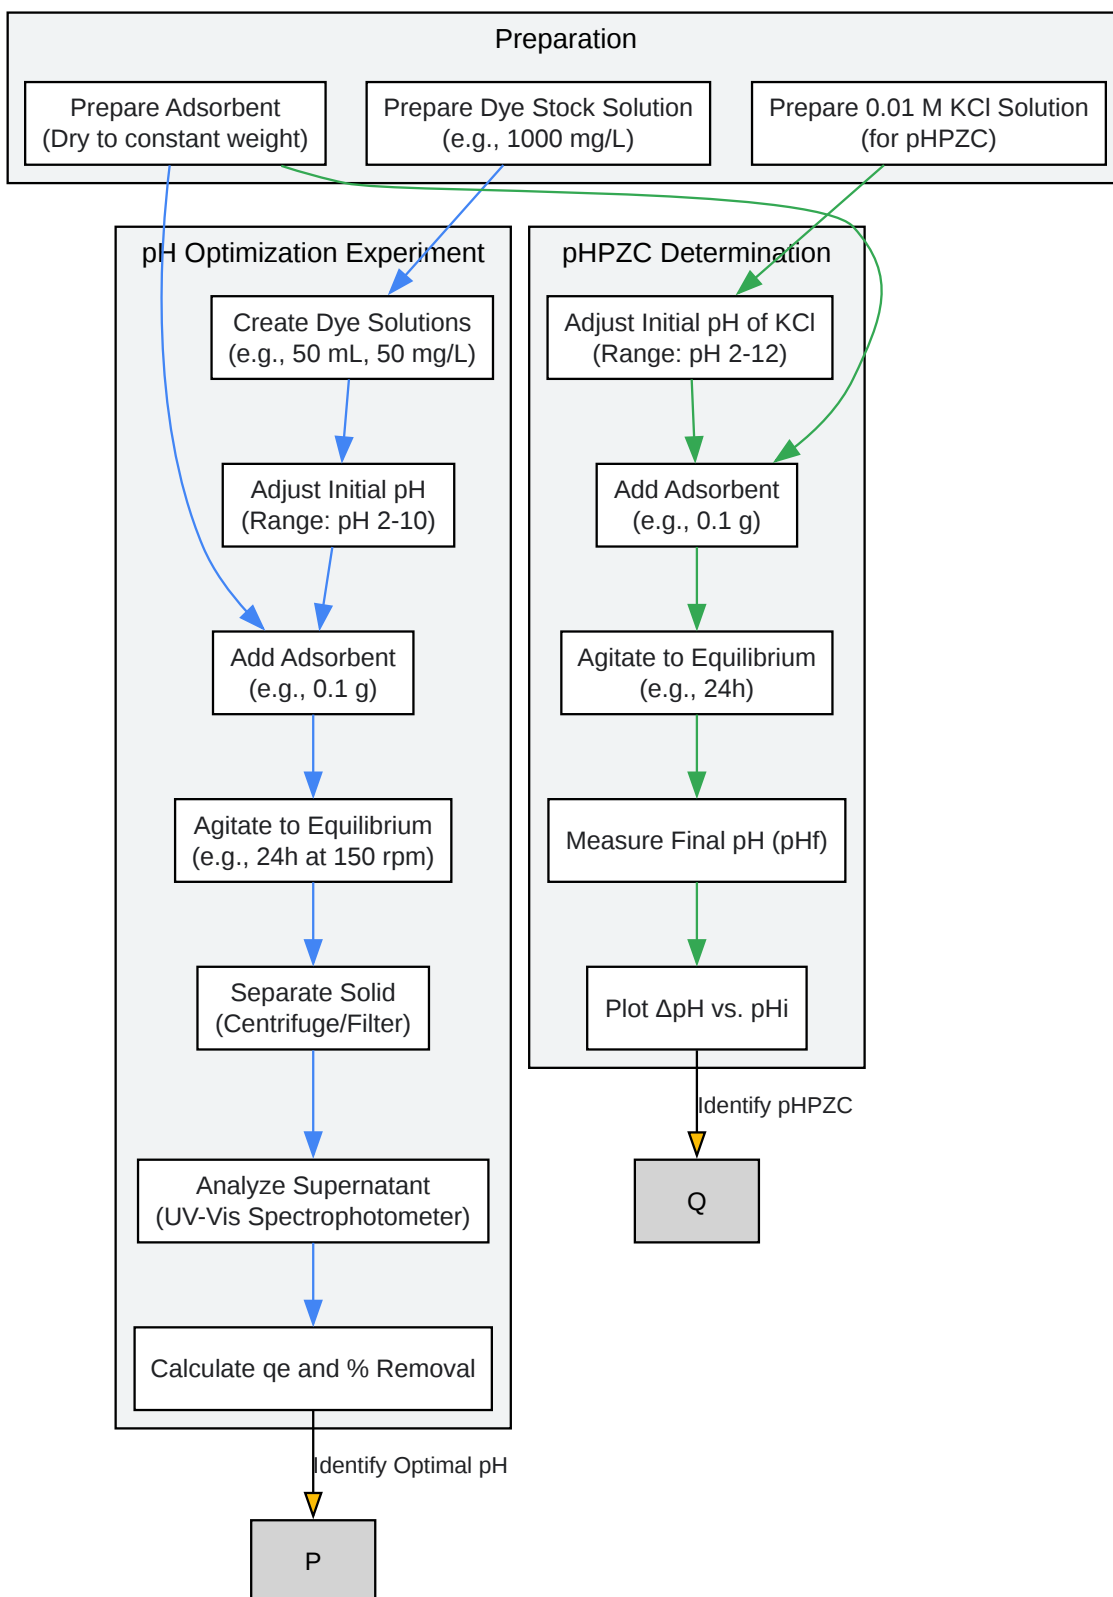 Preparation
Prepare Adsorbent
(Dry to constant weight)
Prepare Dye Stock Solution
(e.g., 1000 mg/L)
Prepare 0.01 M KCl Solution
(for pHPZC)
pH Optimization Experiment
Create Dye Solutions
(e.g., 50 mL, 50 mg/L)
Adjust Initial pH
(Range: pH 2-10)
Add Adsorbent
(e.g., 0.1 g)
Agitate to Equilibrium
(e.g., 24h at 150 rpm)
Separate Solid
(Centrifuge/Filter)
Analyze Supernatant
(UV-Vis Spectrophotometer)
Calculate qe and % Removal
Identify Optimal pH
P
pHPZC Determination
Adjust Initial pH of KCl
(Range: pH 2-12)
Add Adsorbent
(e.g., 0.1 g)
Agitate to Equilibrium
(e.g., 24h)
Measure Final pH (pHf)
Plot ΔpH vs. pHi
Identify pHPZC
Q